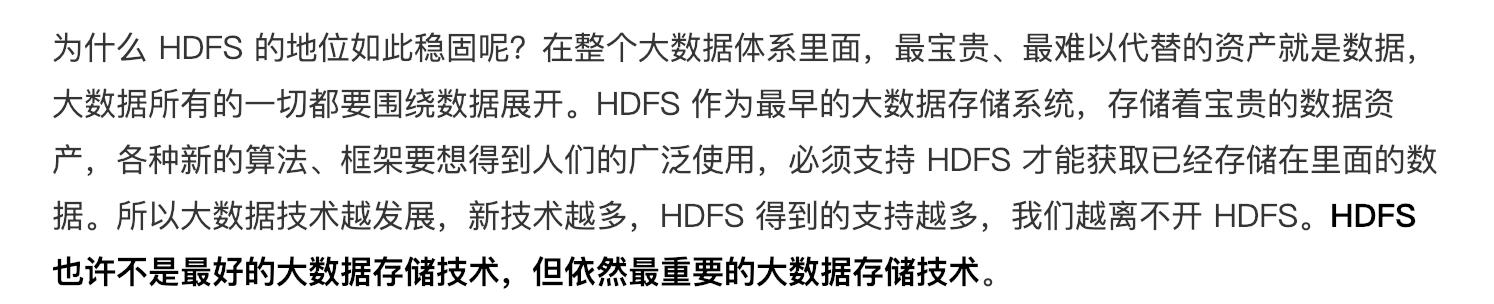 为什么 HDFS 的地位如此稳固呢？在整个大数据体系里面，最宝贵、最难以代替的资产就是数据，
大数据所有的一切都要围绕数据展开。HDFS 作为最早的大数据存储系统，存储着宝贵的数据资
产，各种新的算法、框架要想得到人们的广泛使用，必须支持 HDFS 才能获取已经存储在里面的数
据。所以大数据技术越发展，新技术越多，HDFS 得到的支持越多，我们越离不开 HDFS。HDFS
也许不是最好的大数据存储技术，但依然最重要的大数据存储技术。